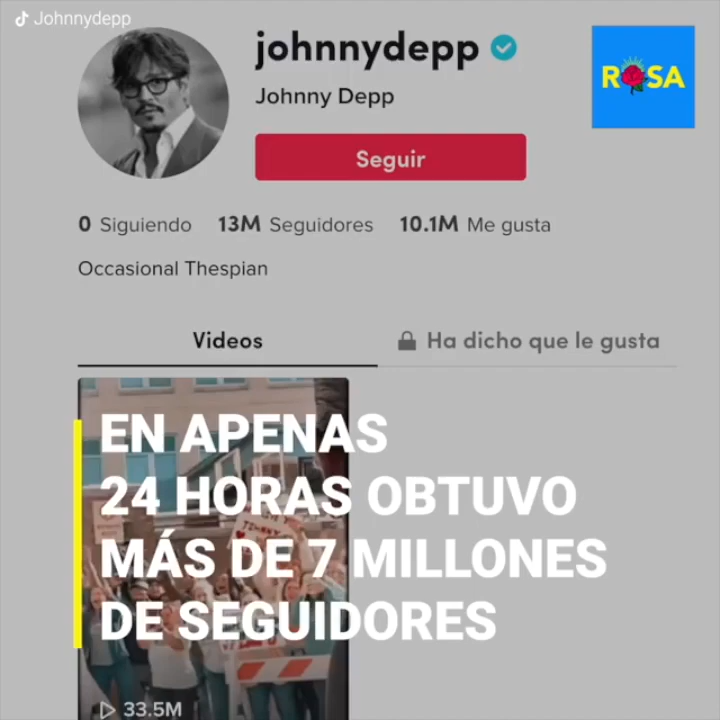 Johnnydepp
johnnydepp
R SA
Johnny Depp
Seguir
0 Siguiendo 13M Seguidores 10.1M Me gusta
Occasional Thespian
Videos Ha dicho que le gusta
EN APENAS
24 HORAS OBTUVO
MÁS DE 7 MILLONES
DE SEGUIDORES
33.5M